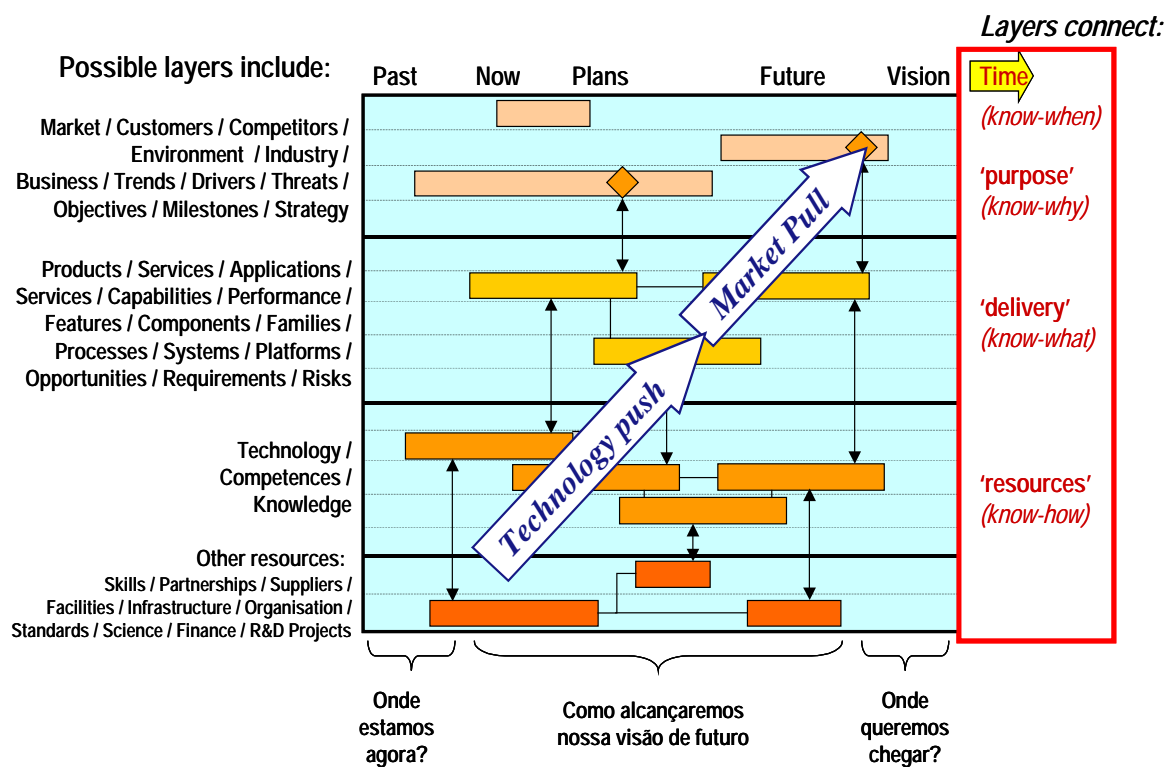 Layers connect:
Possible layers include:
Past Now Plans Future Vision
Time
(know-when)
Market / Customers / Competitors /
Environment / Industry /
Business / Trends / Drivers / Threats /
Objectives / Milestones / Strategy
'purpose'
(know-why)
Market Pull
Products / Services / Applications /
Services / Capabilities / Performance /
Features / Components / Families /
Processes / Systems / Platforms /
Opportunities / Requirements / Risks
'delivery'
(know-what)
Technology push
Technology /
Competences /
Knowledge
'resources'
(know-how)
Other resources:
Skills / Partnerships / Suppliers /
Facilities / Infrastructure / Organisation /
Standards / Science / Finance / R&D Projects
Onde
estamos
agora?
Como alcançaremos
nossa visão de futuro
Onde
queremos
chegar?